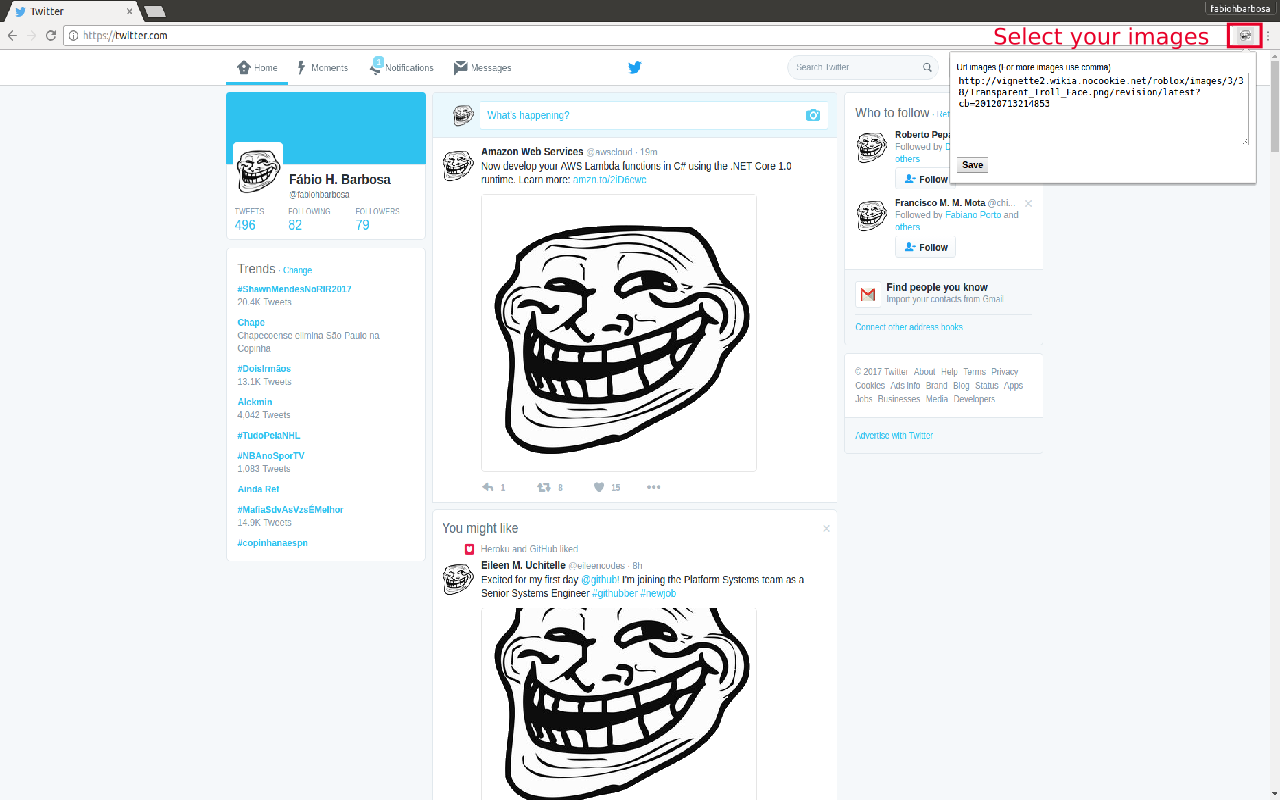 Twitter
fabiohbarbosa
https://twitter.com
Select your images
Home
Moments
1
Notifications
Messages
Search Twitter
Url images (For more images use comma)
http://vignette2.wikia.nocookie.net/roblox/images/3/3
8/Transparent_Troll_Face.png/revision/latest?
cb=20120713214853
Save
Fábio H. Barbosa
@fabiohbarbosa
TWEETS FOLLOWING FOLLOWERS
496 82 79
Trends · Change
#ShawnMendesNoRIR2017
20.4K Tweets
Chape
Chapecoense elimina São Paulo na
Copinha
#DoisIrmãos
13.1K Tweets
Alckmin
4,042 Tweets
#TudoPelaNHL
#NBAnoSporTV
1,083 Tweets
Ainda Ref
#MafiaSdvAsVzsÉMelhor
14.9K Tweets
#copinhanaespn
What's happening?
Amazon Web Services @awscloud · 19m
Now develop your AWS Lambda functions in C# using the .NET Core 1.0
runtime. Learn more: amzn.to/2iD6ewc
1 8 15
You might like
Heroku and GitHub liked
Eileen M. Uchitelle @eileencodes · 8h
Excited for my first day @github! I'm joining the Platform Systems team as a
Senior Systems Engineer #githubber #newjob
Who to follow · Ref
Roberto Pepa
Followed by
others
Follow
Francisco M. M. Mota @chi...
Followed by Fabiano Porto and
others
Follow
Find people you know
Import your contacts from Gmail
Connect other address books
© 2017 Twitter About Help Terms Privacy
Cookies Ads info Brand Blog Status Apps
Jobs Businesses Media Developers
Advertise with Twitter